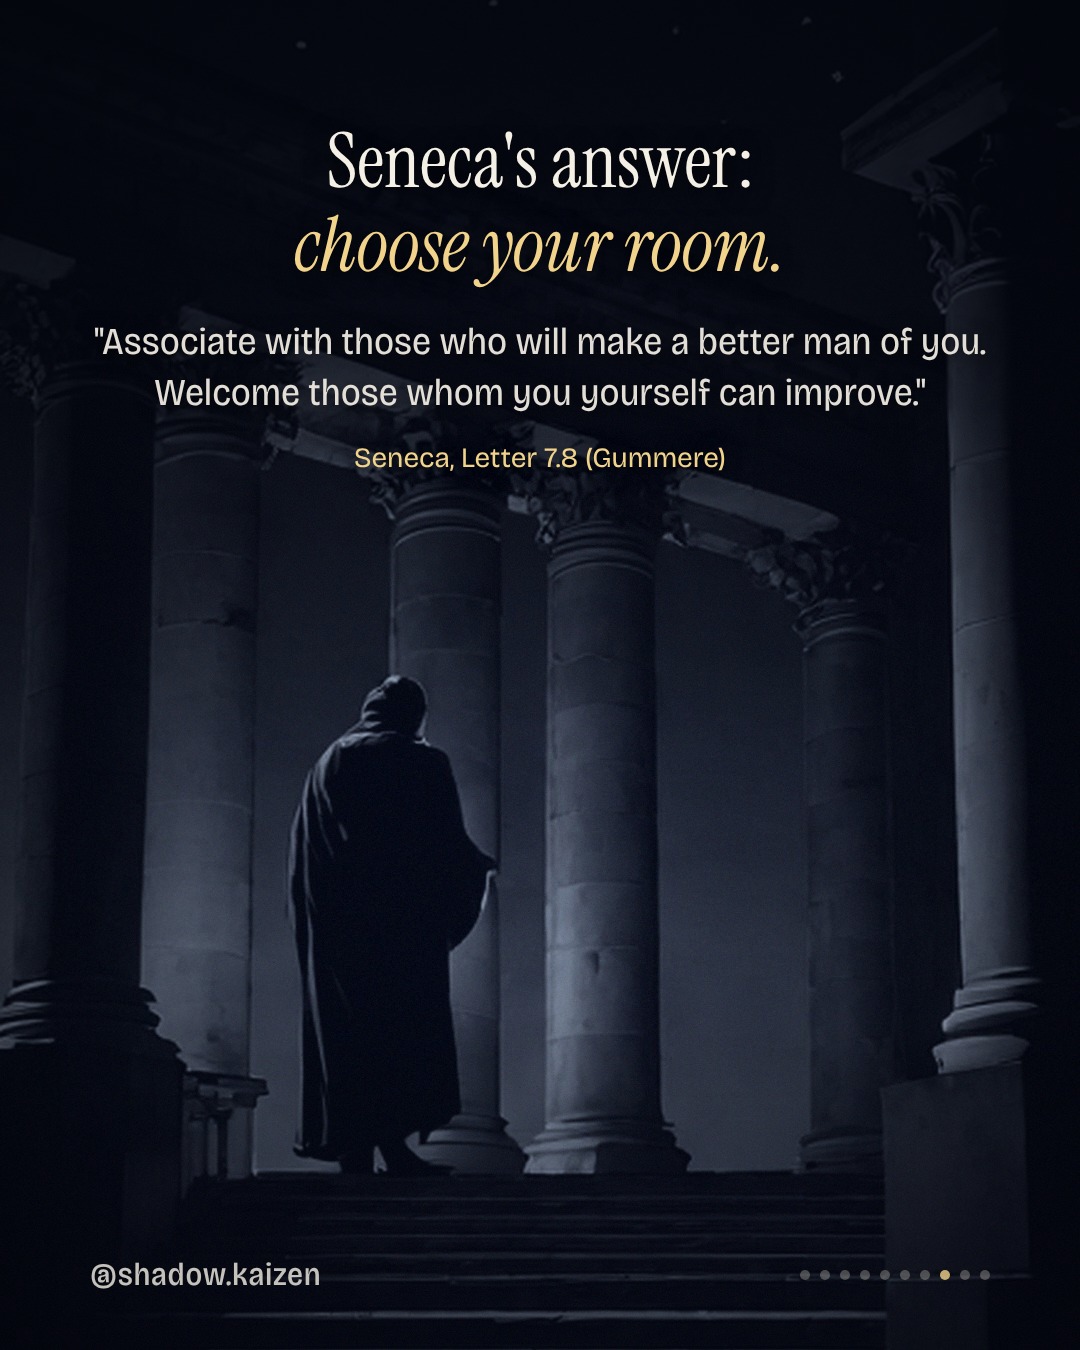 Seneca's answer:
choose your room.
"Associate with those who will make a better man of you.
Welcome those whom you yourself can improve."
Seneca, Letter 7.8 (Gummere)
@shadow.kaizen